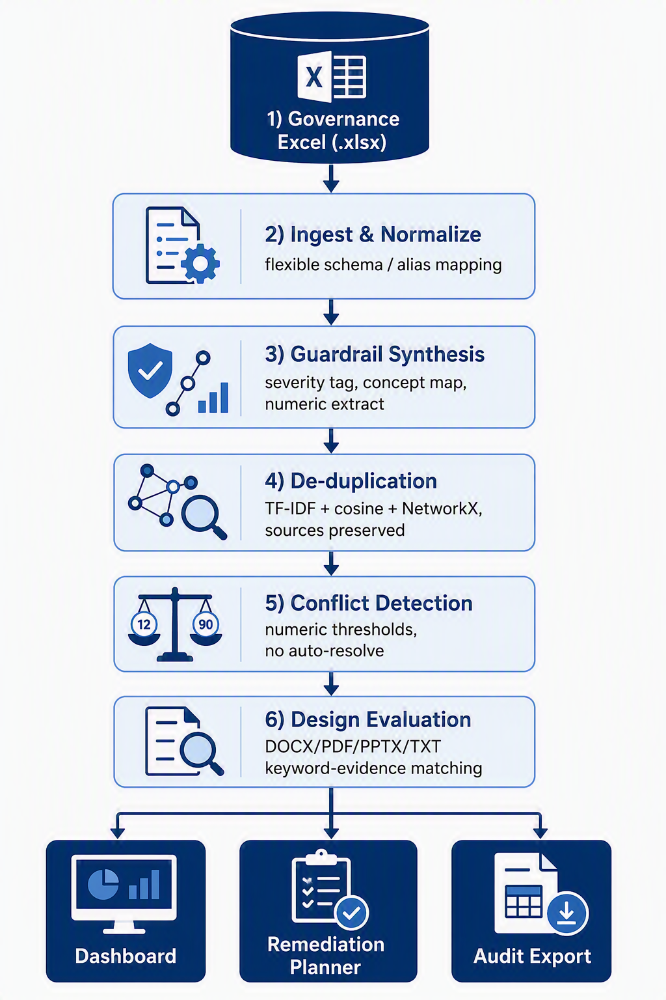 X
1) Governance
Excel (.xlsx)
2) Ingest & Normalize
flexible schema / alias mapping
3) Guardrail Synthesis
severity tag, concept map,
numeric extract
4) De-duplication
TF-IDF + cosine + NetworkX,
sources preserved
5) Conflict Detection
12
90
numeric thresholds,
no auto-resolve
6) Design Evaluation
DOCX/PDF/PPTX/TXT
keyword-evidence matching
Dashboard
Remediation
Planner
Audit Export